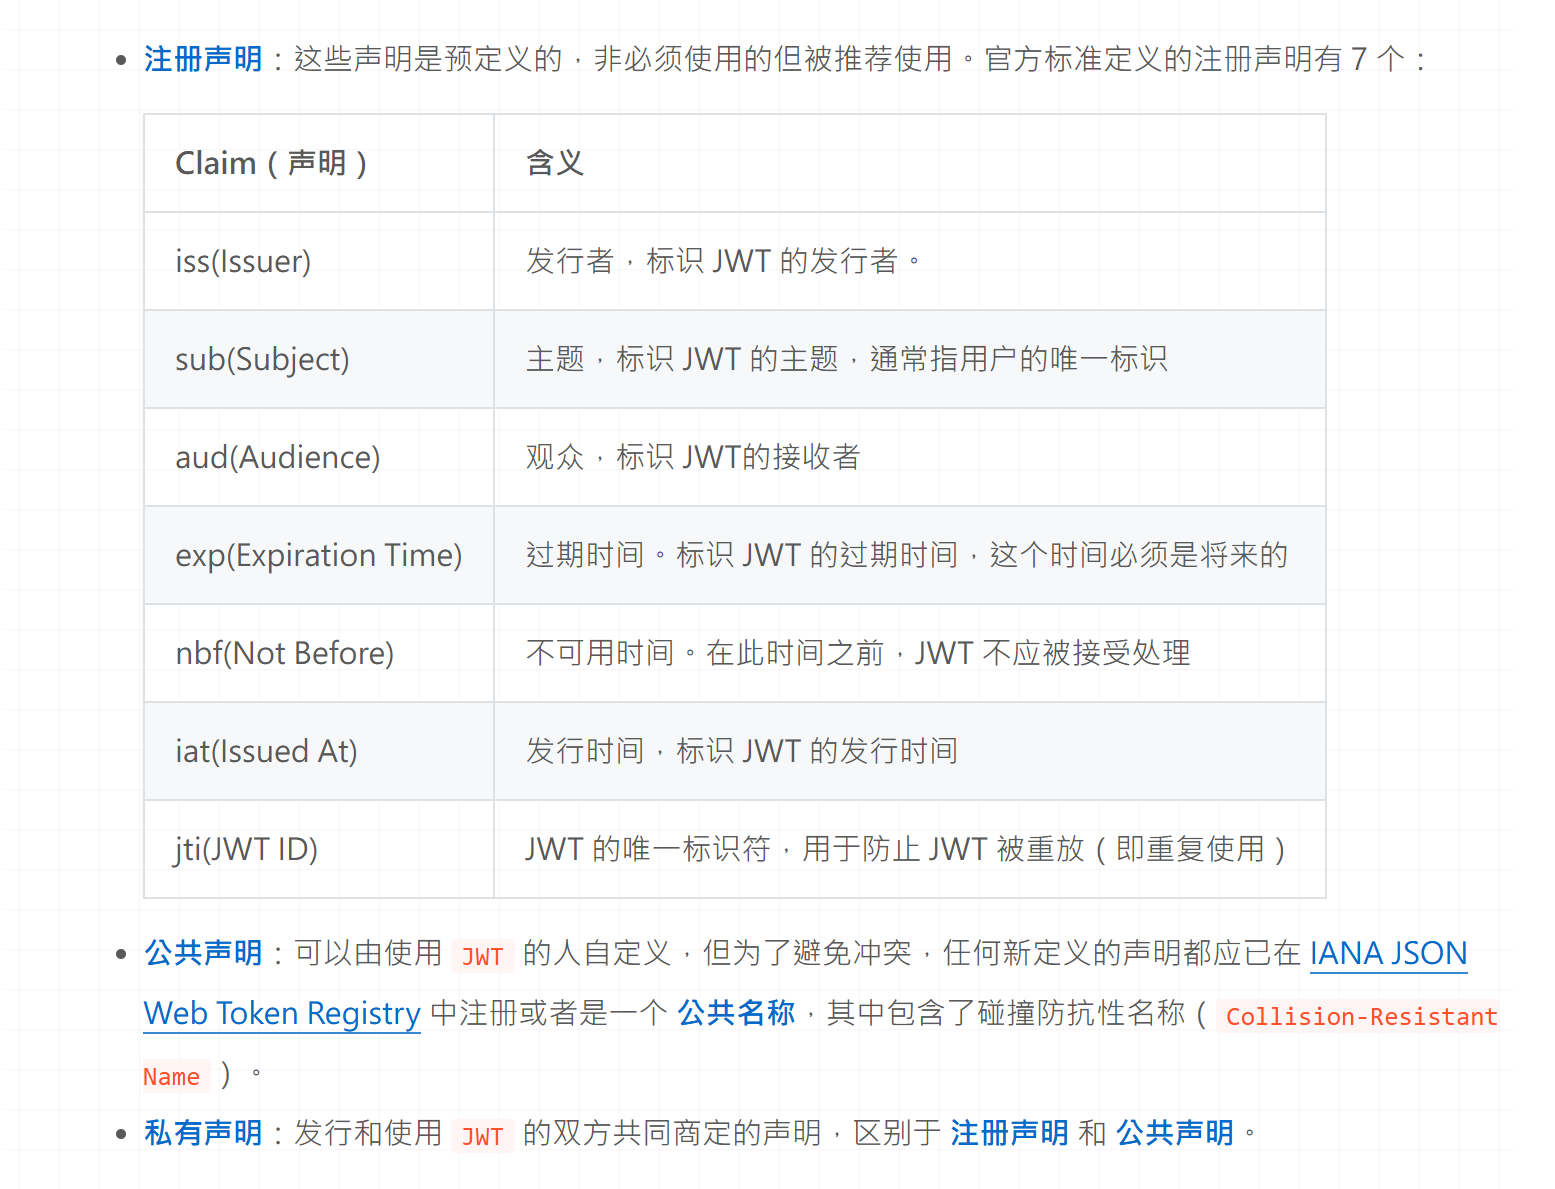 注册声明：这些声明是预定义的，非必须使用的但被推荐使用。官方标准定义的注册声明有 7 个：
Claim（声明） 含义
iss(Issuer) 发行者，标识 JWT 的发行者。
sub(Subject) 主题，标识 JWT 的主题，通常指用户的唯一标识
aud(Audience) 观众，标识 JWT的接收者
exp(Expiration Time) 过期时间。标识 JWT 的过期时间，这个时间必须是将来的
nbf(Not Before) 不可用时间。在此时间之前，JWT 不应被接受处理
iat(Issued At) 发行时间，标识 JWT 的发行时间
jti(JWT ID) JWT 的唯一标识符，用于防止 JWT 被重放（即重复使用）
公共声明：可以由使用 JWT 的人自定义，但为了避免冲突，任何新定义的声明都应已在 IANA JSON
Web Token Registry 中注册或者是一个 公共名称，其中包含了碰撞防抗性名称（Collision-Resistant
Name）。
私有声明：发行和使用 JWT 的双方共同商定的声明，区别于 注册声明 和 公共声明。